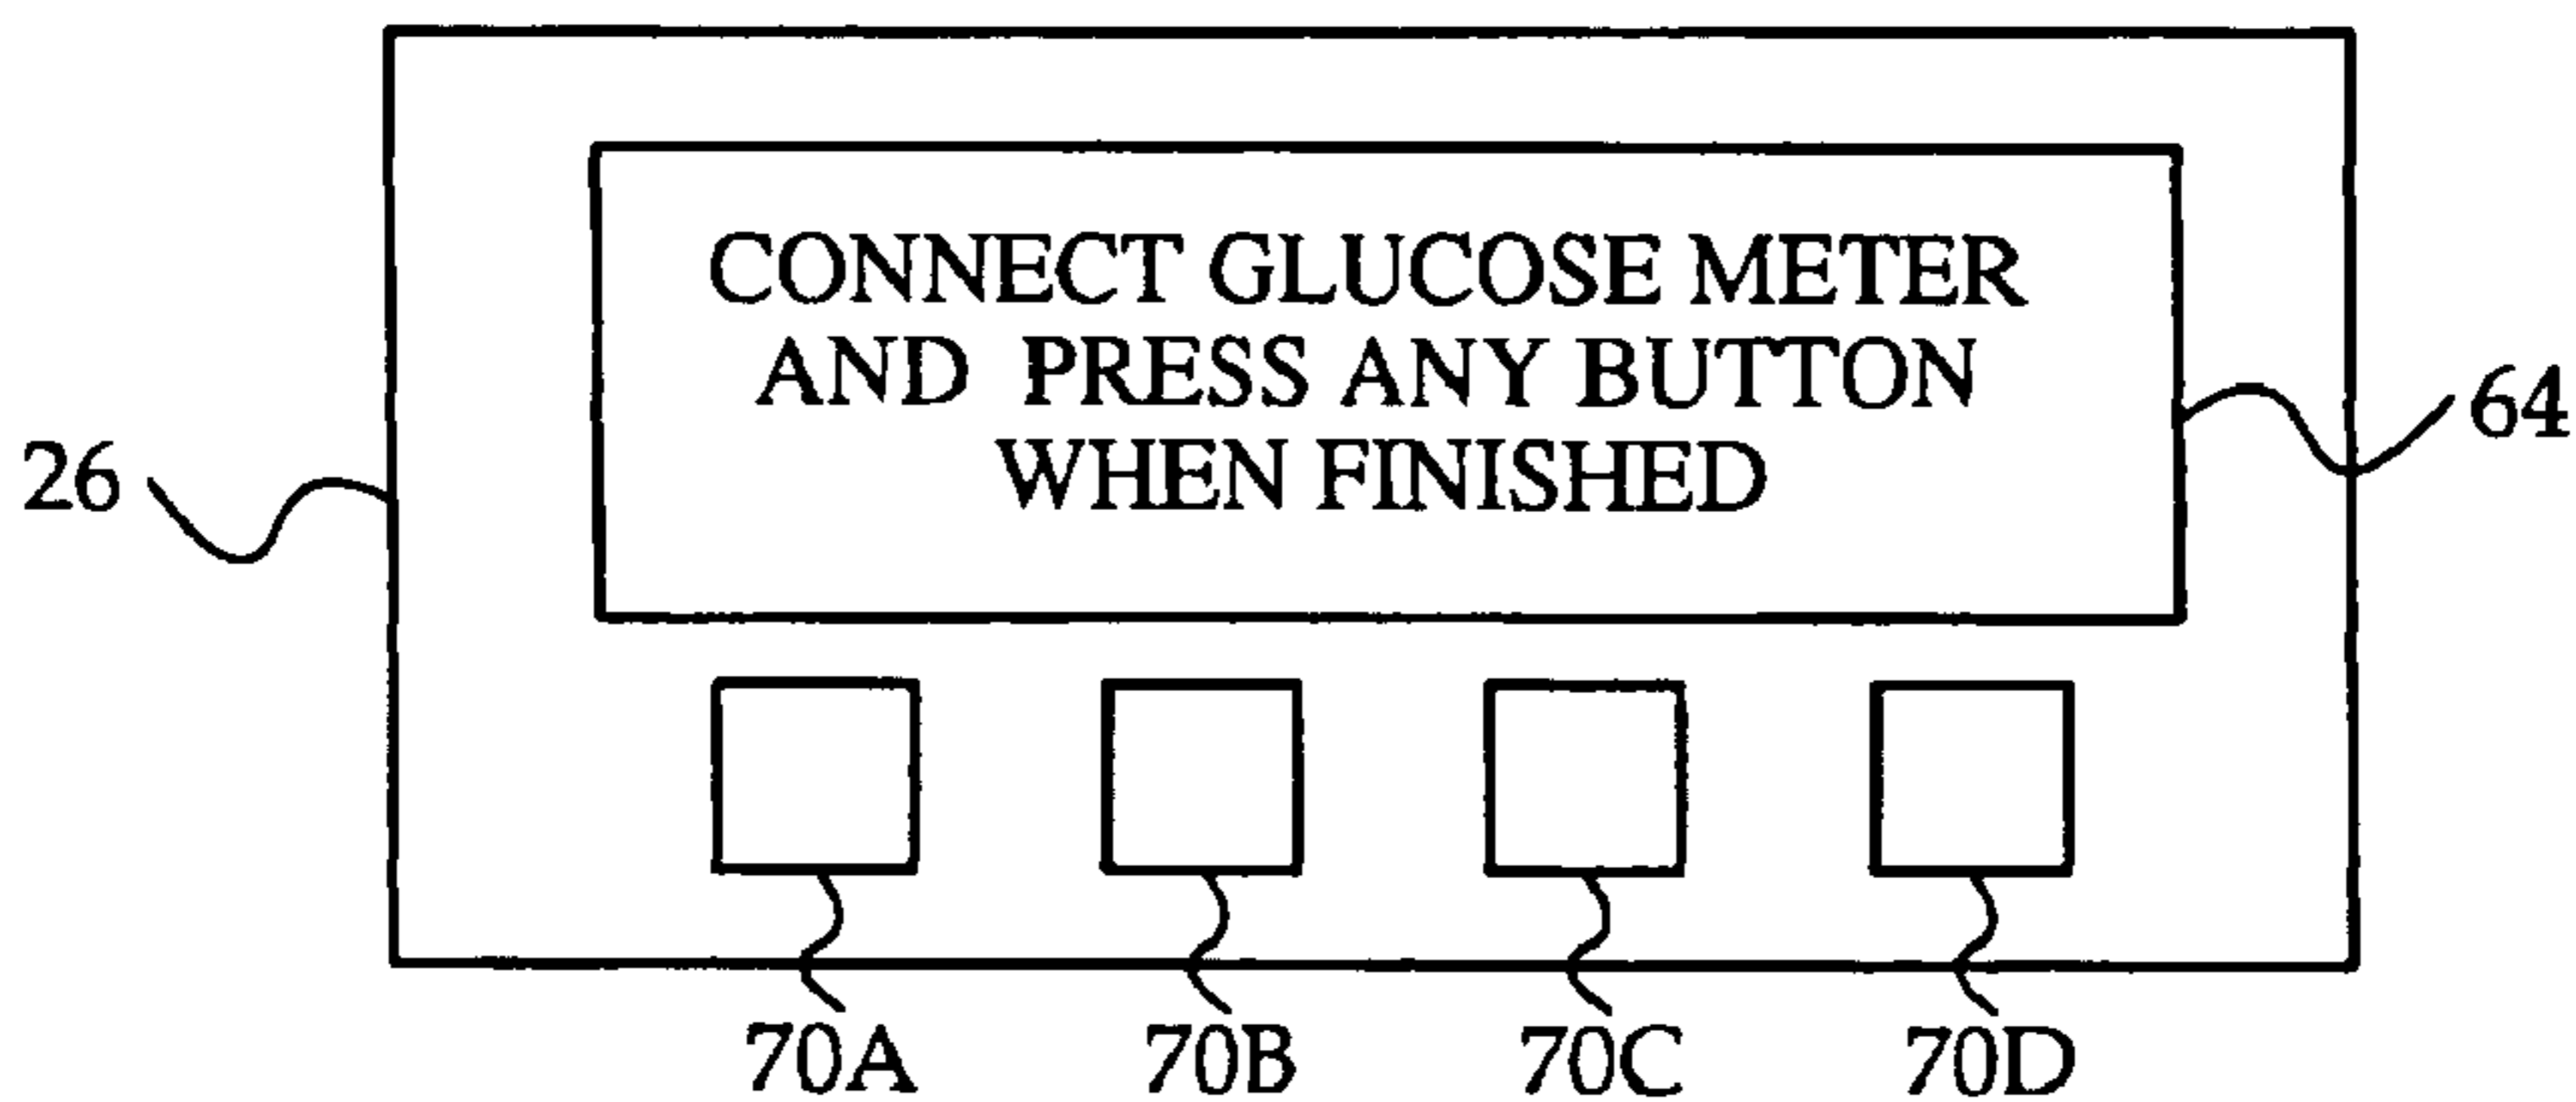 CONNECT GLUCOSE METER
AND PRESS ANY BUTTON
WHEN FINISHED
64
26
70A 70B 70C 70D